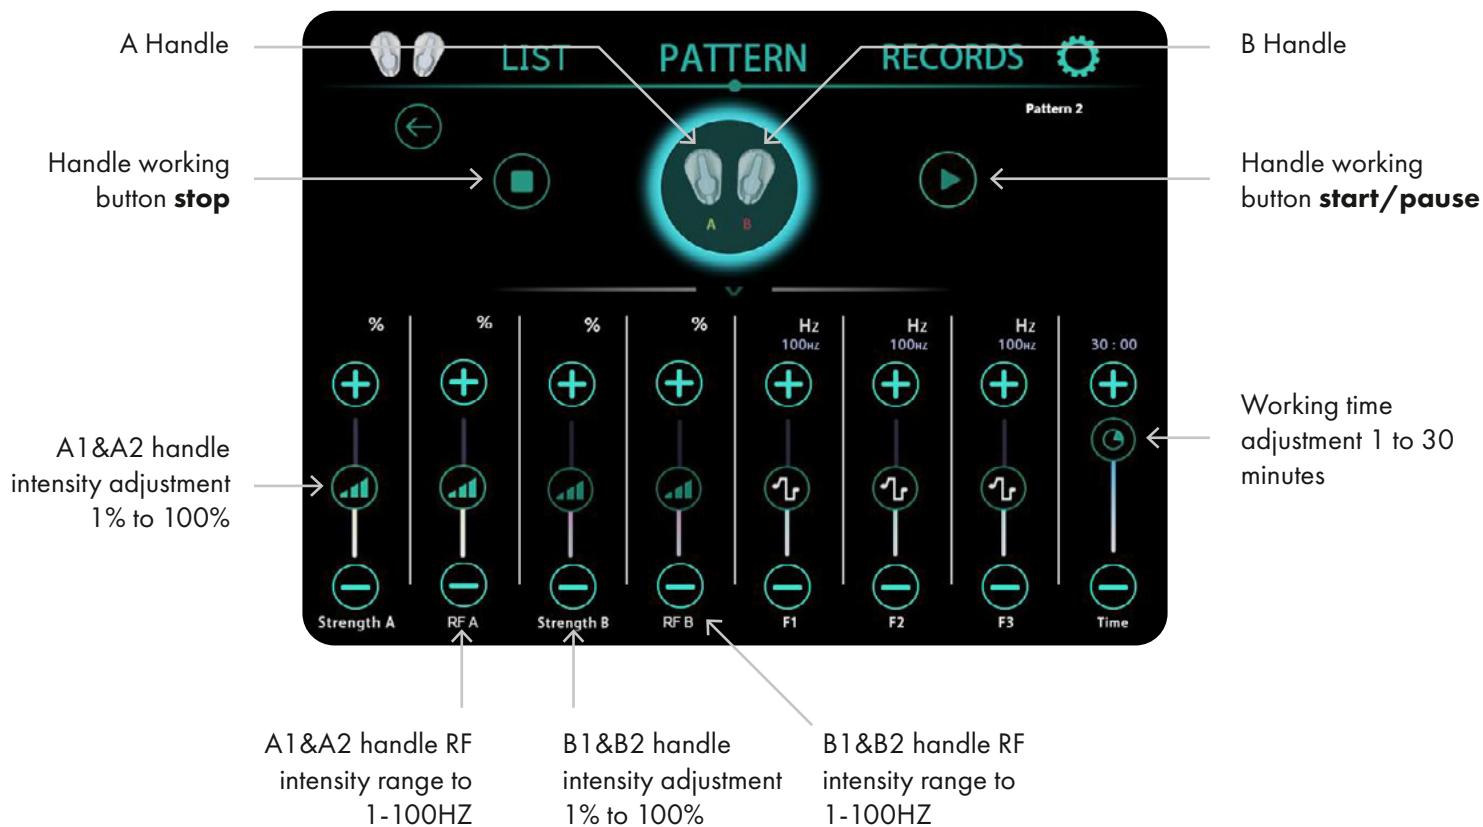 A Handle
B Handle
LIST
PATTERN
RECORDS
Pattern 2
Handle working
button stop
A
B
Handle working
button start/pause
%
%
%
%
Hz
100HZ
Hz
100HZ
Hz
100HZ
30 : 00
A1&A2 handle
intensity adjustment
1% to 100%
Working time
adjustment 1 to 30
minutes
Strength A
RF A
Strength B
RF B
F1
F2
F3
Time
A1&A2 handle RF
intensity range to
1-100HZ
B1&B2 handle
intensity adjustment
1% to 100%
B1&B2 handle RF
intensity range to
1-100HZ